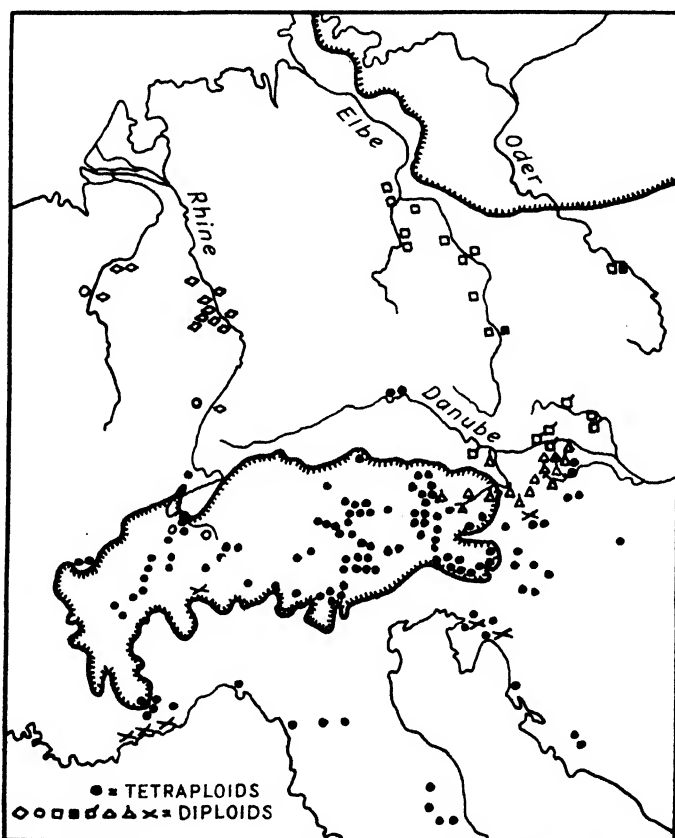 Elbe
Oder
Rhine
Danube
● = TETRAPLOIDS
◇ ○ □ ■ ⬔ △ = DIPLOIDS